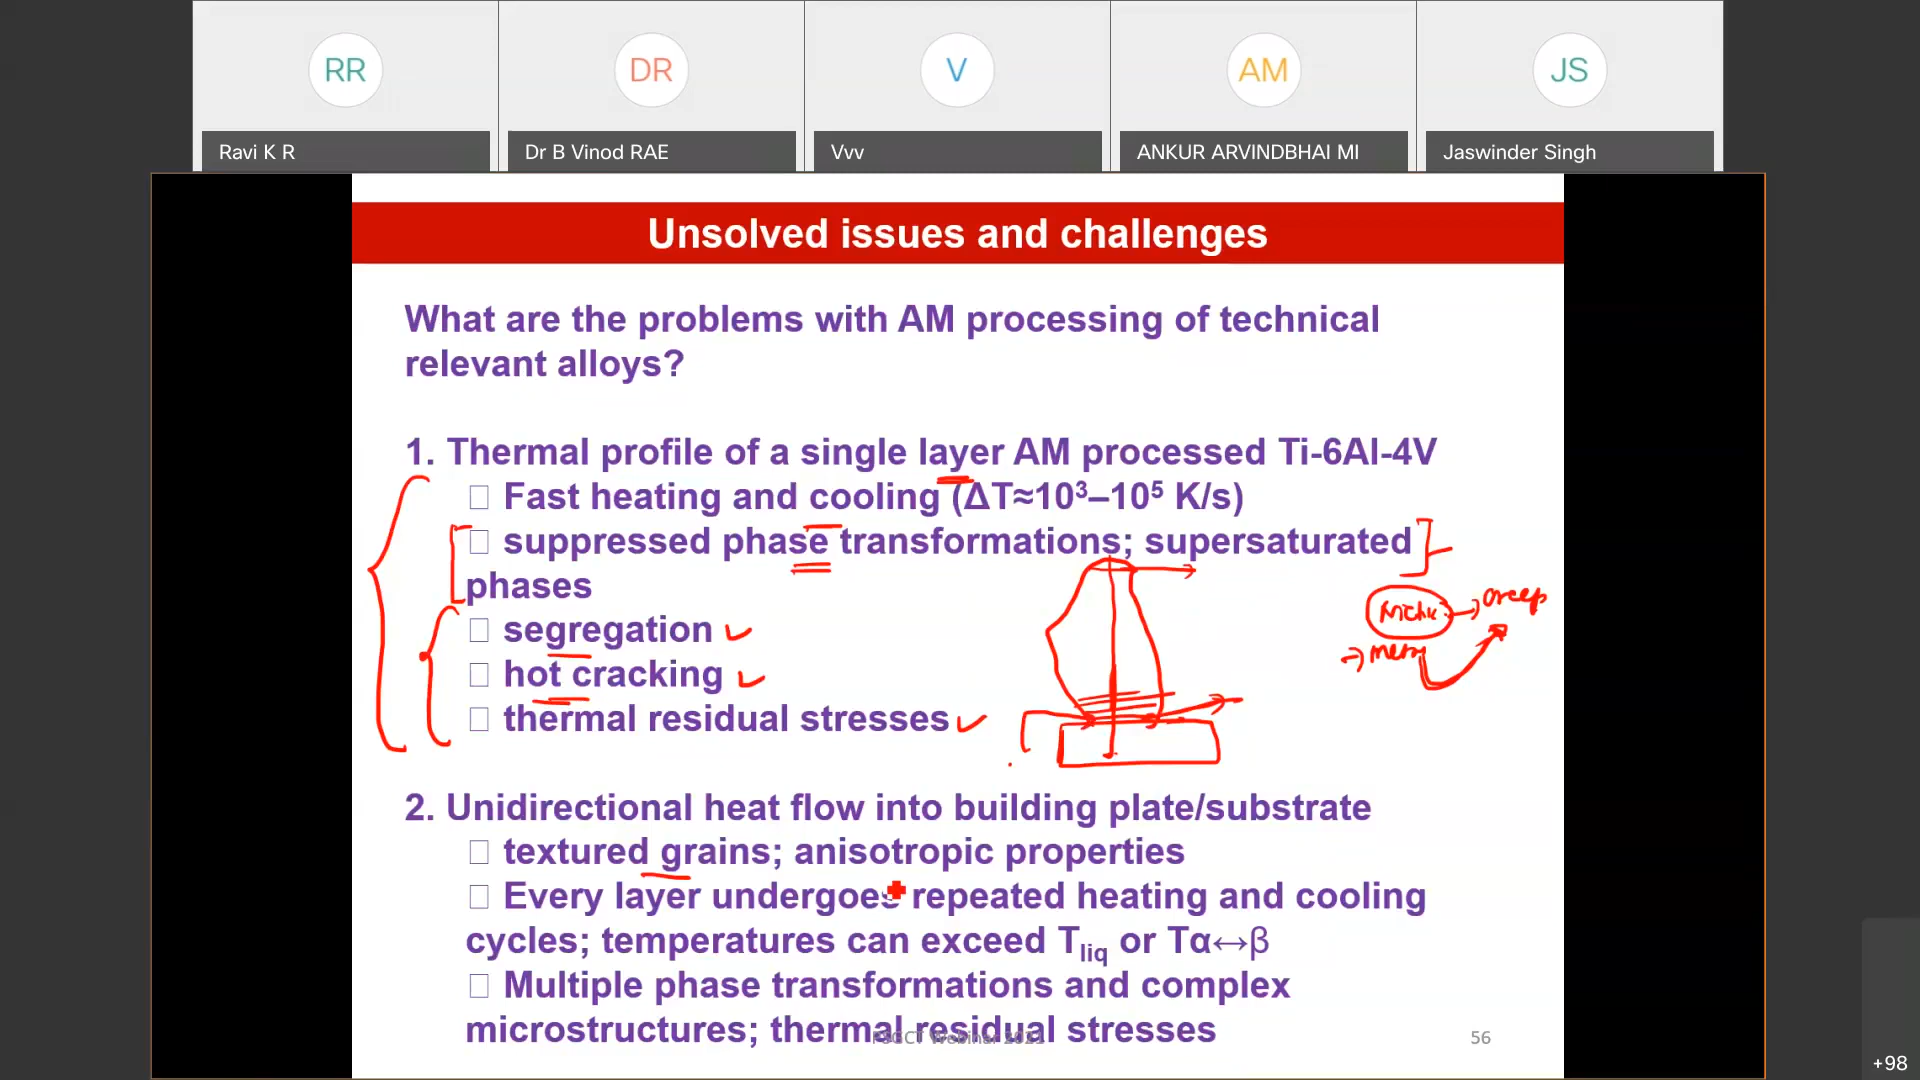 RR
DR
V
AM
JS
Ravi K R
Dr B Vinod RAE
Vvv
ANKUR ARVINDBHAI MI
Jaswinder Singh
Unsolved issues and challenges
What are the problems with AM processing of technical
relevant alloys?
1. Thermal profile of a single layer AM processed Ti-6Al-4V
Fast heating and cooling (ΔT≈10³–10⁵ K/s)
suppressed phase transformations; supersaturated
phases
segregation
hot cracking
thermal residual stresses
creep
2. Unidirectional heat flow into building plate/substrate
textured grains; anisotropic properties
Every layer undergoes repeated heating and cooling
cycles; temperatures can exceed Tliq or Tα↔β
Multiple phase transformations and complex
microstructures; thermal residual stresses
PSGCT Webinar 2021
56
+98